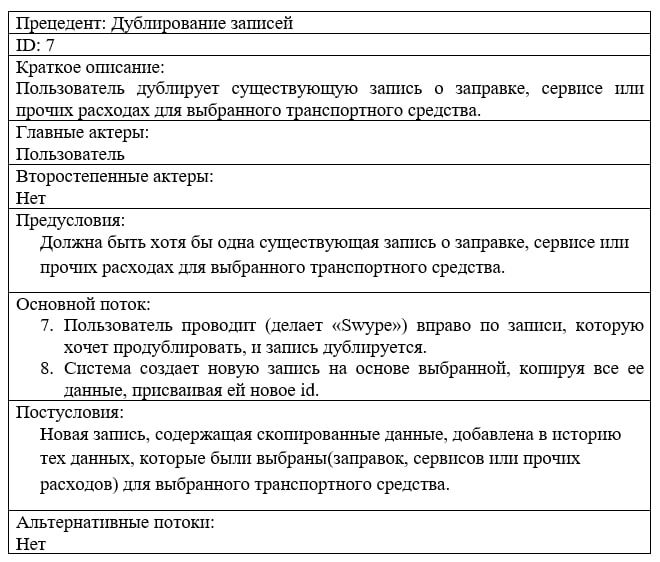 Прецедент: Дублирование записей
ID: 7
Краткое описание:
Пользователь дублирует существующую запись о заправке, сервисе или
прочих расходах для выбранного транспортного средства.
Главные актеры:
Пользователь
Второстепенные актеры:
Нет
Предусловия:
Должна быть хотя бы одна существующая запись о заправке, сервисе или
прочих расходах для выбранного транспортного средства.
Основной поток:
7. Пользователь проводит (делает «Swype») вправо по записи, которую
хочет продублировать, и запись дублируется.
8. Система создает новую запись на основе выбранной, копируя все ее
данные, присваивая ей новое id.
Постусловия:
Новая запись, содержащая скопированные данные, добавлена в историю
тех данных, которые были выбраны(заправок, сервисов или прочих
расходов) для выбранного транспортного средства.
Альтернативные потоки:
Нет